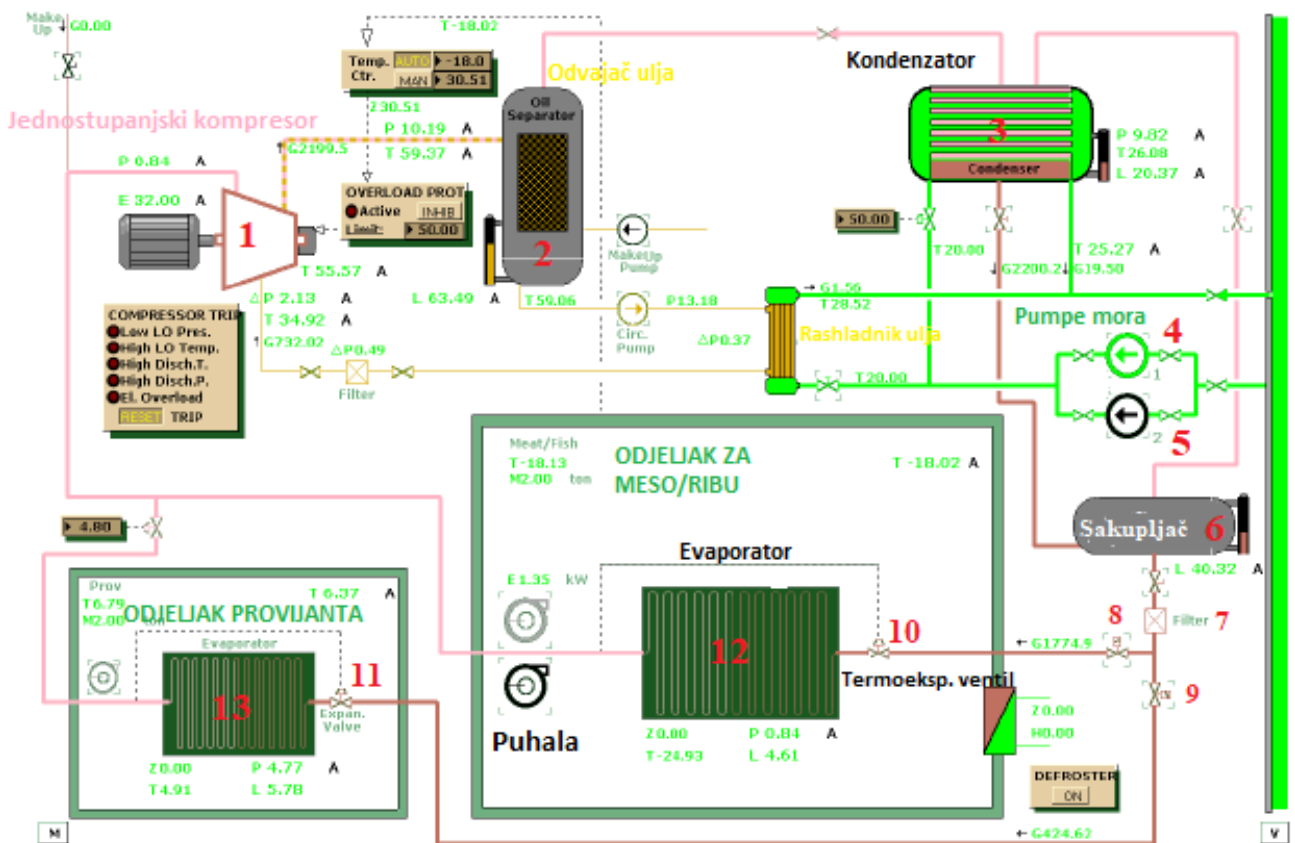 Make Up
G0.00
T-18.02
Temp. Ctr.
AUTO
-18.0
MAN
30.51
Z30.51
Odvajač ulja
Oil Separator
Kondenzator
Jednostupanjski kompresor
P 10.19 A
G2199.5
T 59.37 A
P 0.84 A
E 32.00 A
OVERLOAD PROT
Active
INHIB
Limit:
50.00
1
2
3
Condenser
P 9.82 A
T26.08
L 20.37 A
50.00
T20.00
T 25.27 A
G2200.2
G19.50
MakeUp Pump
T 55.57 A
△P 2.13 A
L 63.49 A
T59.06
P13.18
G1.56
T28.52
T 34.92 A
G732.02
△P0.49
Circ. Pump
△P0.37
Rashladnik ulja
Pumpe mora
4
1
COMPRESSOR TRIP
Low LO Pres.
High LO Temp.
High Disch.T.
High Disch.P.
El. Overload
RESET TRIP
Filter
T20.00
2
5
Meat/Fish
T-18.13
M2.00 ton
ODJELJAK ZA
MESO/RIBU
T -18.02 A
4.80
Sakupljač
6
L 40.32 A
Evaporator
E1.35 kW
Prov
T6.79
M2.00 ton
T 6.37 A
ODJELJAK PROVIJANTA
Evaporator
8
Filter
7
10
G1774.9
12
11
13
Expan. Valve
Termoeksp. ventil
9
Puhala
Z0.00
P 0.84 A
T-24.93
L 4.61
Z0.00
H0.00
Z0.00
P 4.77 A
T4.91
L 5.78
DEFROSTER
ON
M
G424.62
V